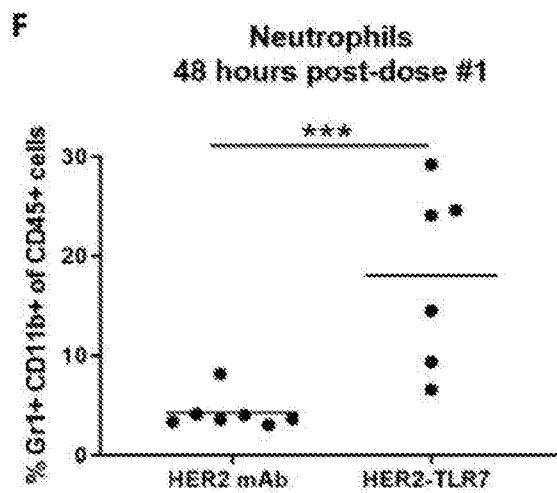 F
Neutrophils
48 hours post-dose #1
***
% Gr1+ CD11b+ of CD45+ cells
30
20
10
0
HER2 mAb
HER2-TLR7